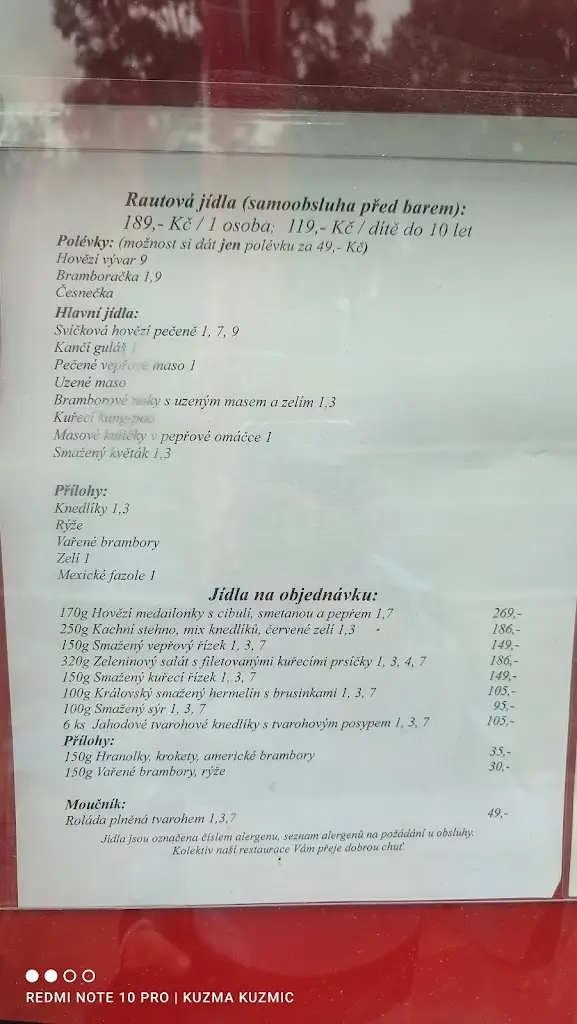 Rautová jídla (samoobsluha před barem):
189,- Kč / 1 osoba; 119,- Kč / dítě do 10 let
Polévky: (možnost si dát jen polévku za 49,- Kč)
Hovězí vývar 9
Bramboračka 1,9
Česnečka
Hlavní jídla:
Svíčková hovězí pečeně 1, 7, 9
Kančí guláš
Pečené vepřové maso 1
Uzené maso
Bramborové noky s uzeným masem a zelím 1,3
Kuřecí kung-pao
Masové kuličky v pepřové omáčce 1
Smažený květák 1,3
Přílohy:
Knedlíky 1,3
Rýže
Vařené brambory
Zelí 1
Mexické fazole 1
Jídla na objednávku:
170g Hovězí medailonky s cibulí, smetanou a pepřem 1,7 269,-
250g Kachní stehno, mix knedlíků, červené zelí 1,3 186,-
150g Smažený vepřový řízek 1, 3, 7 149,-
320g Zeleninový salát s filetovanými kuřecími prsíčky 1, 3, 4, 7 186,-
150g Smažený kuřecí řízek 1, 3, 7 149,-
100g Královský smažený hermelín s brusinkami 1, 3, 7 105,-
100g Smažený sýr 1, 3, 7 95,-
6 ks Jahodové tvarohové knedlíky s tvarohovým posypem 1, 3, 7 105,-
Přílohy:
150g Hranolky, krokety, americké brambory 35,-
150g Vařené brambory, rýže 30,-
Moučník:
Roláda plněná tvarohem 1,3,7 49,-
Jídla jsou označena číslem alergenu, seznam alergenů na požádání u obsluhy.
Kolektiv naší restaurace Vám přeje dobrou chuť.
REDMI NOTE 10 PRO | KUZMA KUZMIC